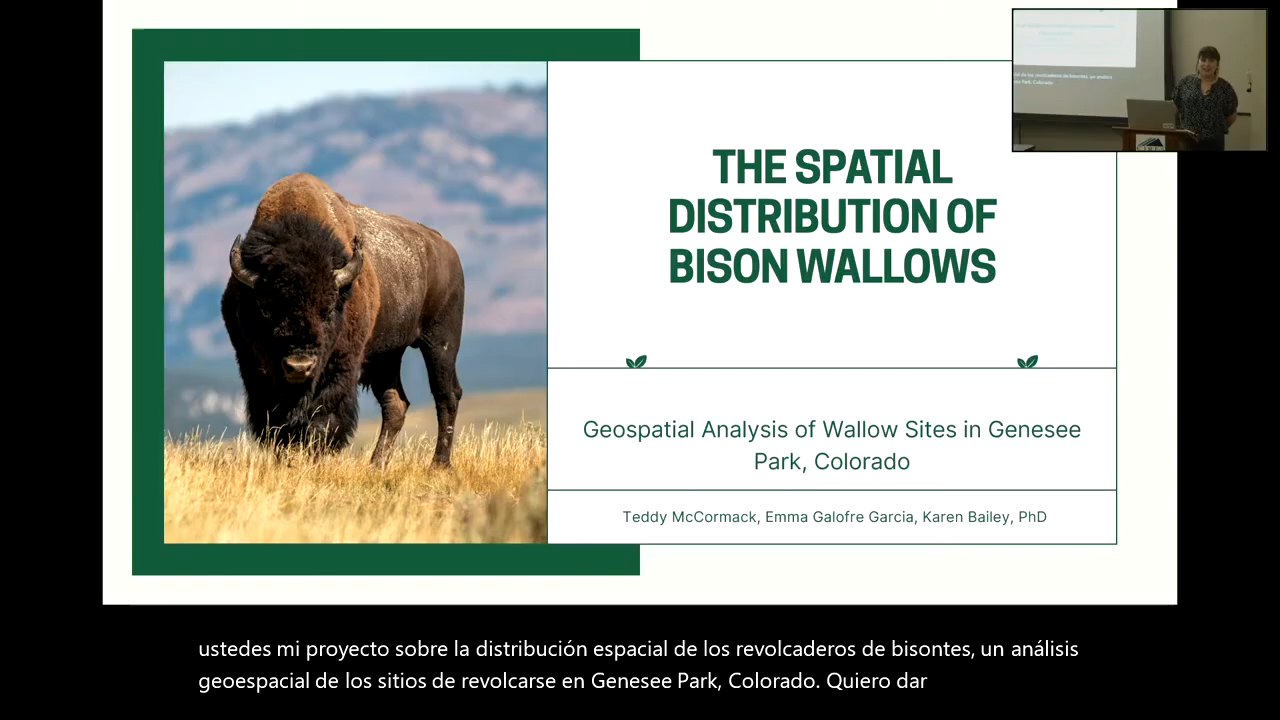 THE SPATIAL
DISTRIBUTION OF
BISON WALLOWS
Geospatial Analysis of Wallow Sites in Genesee
Park, Colorado
Teddy McCormack, Emma Galofre Garcia, Karen Bailey, PhD
ustedes mi proyecto sobre la distribución espacial de los revolcaderos de bisontes, un análisis
geoespacial de los sitios de revolcarse en Genesee Park, Colorado. Quiero dar